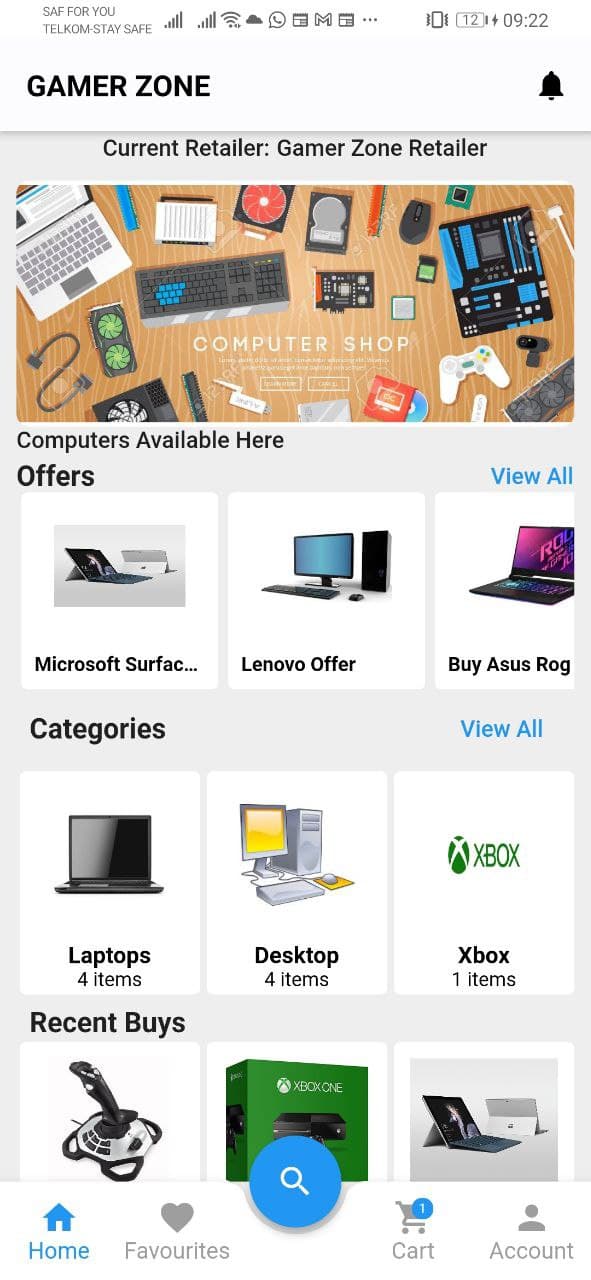 SAF FOR YOU
TELKOM-STAY SAFE
12
09:22
GAMER ZONE
Current Retailer: Gamer Zone Retailer
COMPUTER SHOP
Computers Available Here
Offers
View All
Microsoft Surfac...
Lenovo Offer
Buy Asus Rog
Categories
View All
XBOX
Laptops
Desktop
Xbox
4 items
4 items
1 items
Recent Buys
XBOX ONE
1
Home
Favourites
Cart
Account